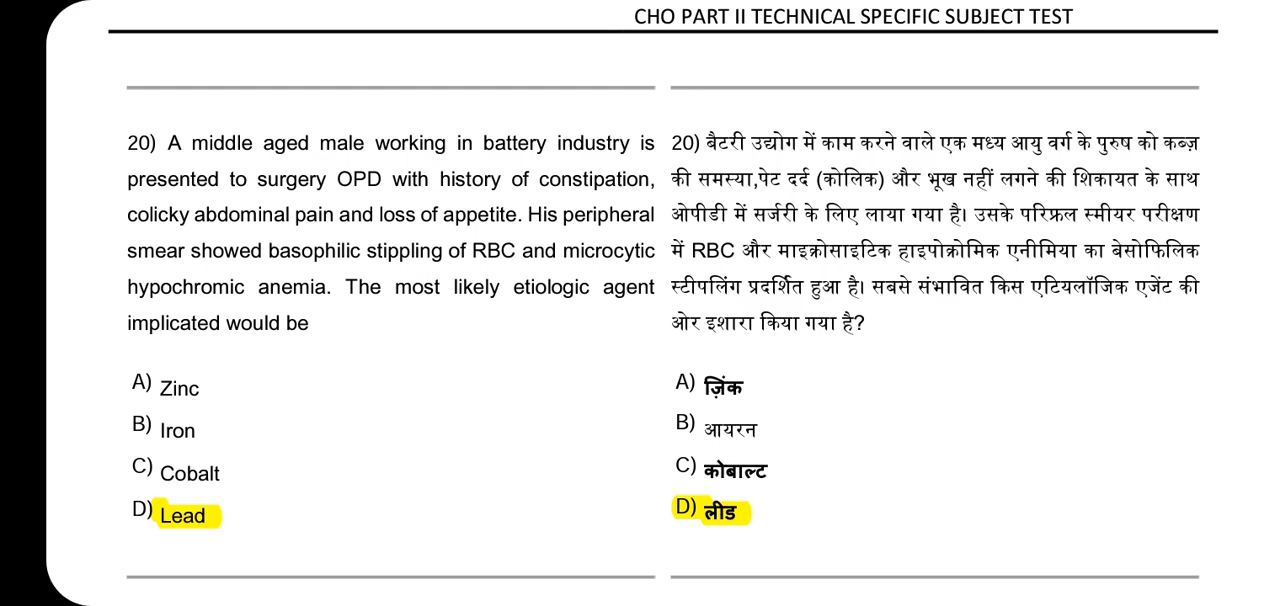 CHO PART II TECHNICAL SPECIFIC SUBJECT TEST
20) A middle aged male working in battery industry is
presented to surgery OPD with history of constipation,
colicky abdominal pain and loss of appetite. His peripheral
smear showed basophilic stippling of RBC and microcytic
hypochromic anemia. The most likely etiologic agent
implicated would be
A) Zinc
B) Iron
C) Cobalt
D) Lead
20) बैटरी उद्योग में काम करने वाले एक मध्य आयु वर्ग के पुरुष को कब्ज़
की समस्या,पेट दर्द (कोलिक) और भूख नहीं लगने की शिकायत के साथ
ओपीडी में सर्जरी के लिए लाया गया है। उसके परिफ्रल स्मीयर परीक्षण
में RBC और माइक्रोसाइटिक हाइपोक्रोमिक एनीमिया का बेसोफिलिक
स्टीपलिंग प्रदर्शित हुआ है। सबसे संभावित किस एटियलॉजिक एजेंट की
ओर इशारा किया गया है?
A) ज़िंक
B) आयरन
C) कोबाल्ट
D) लीड